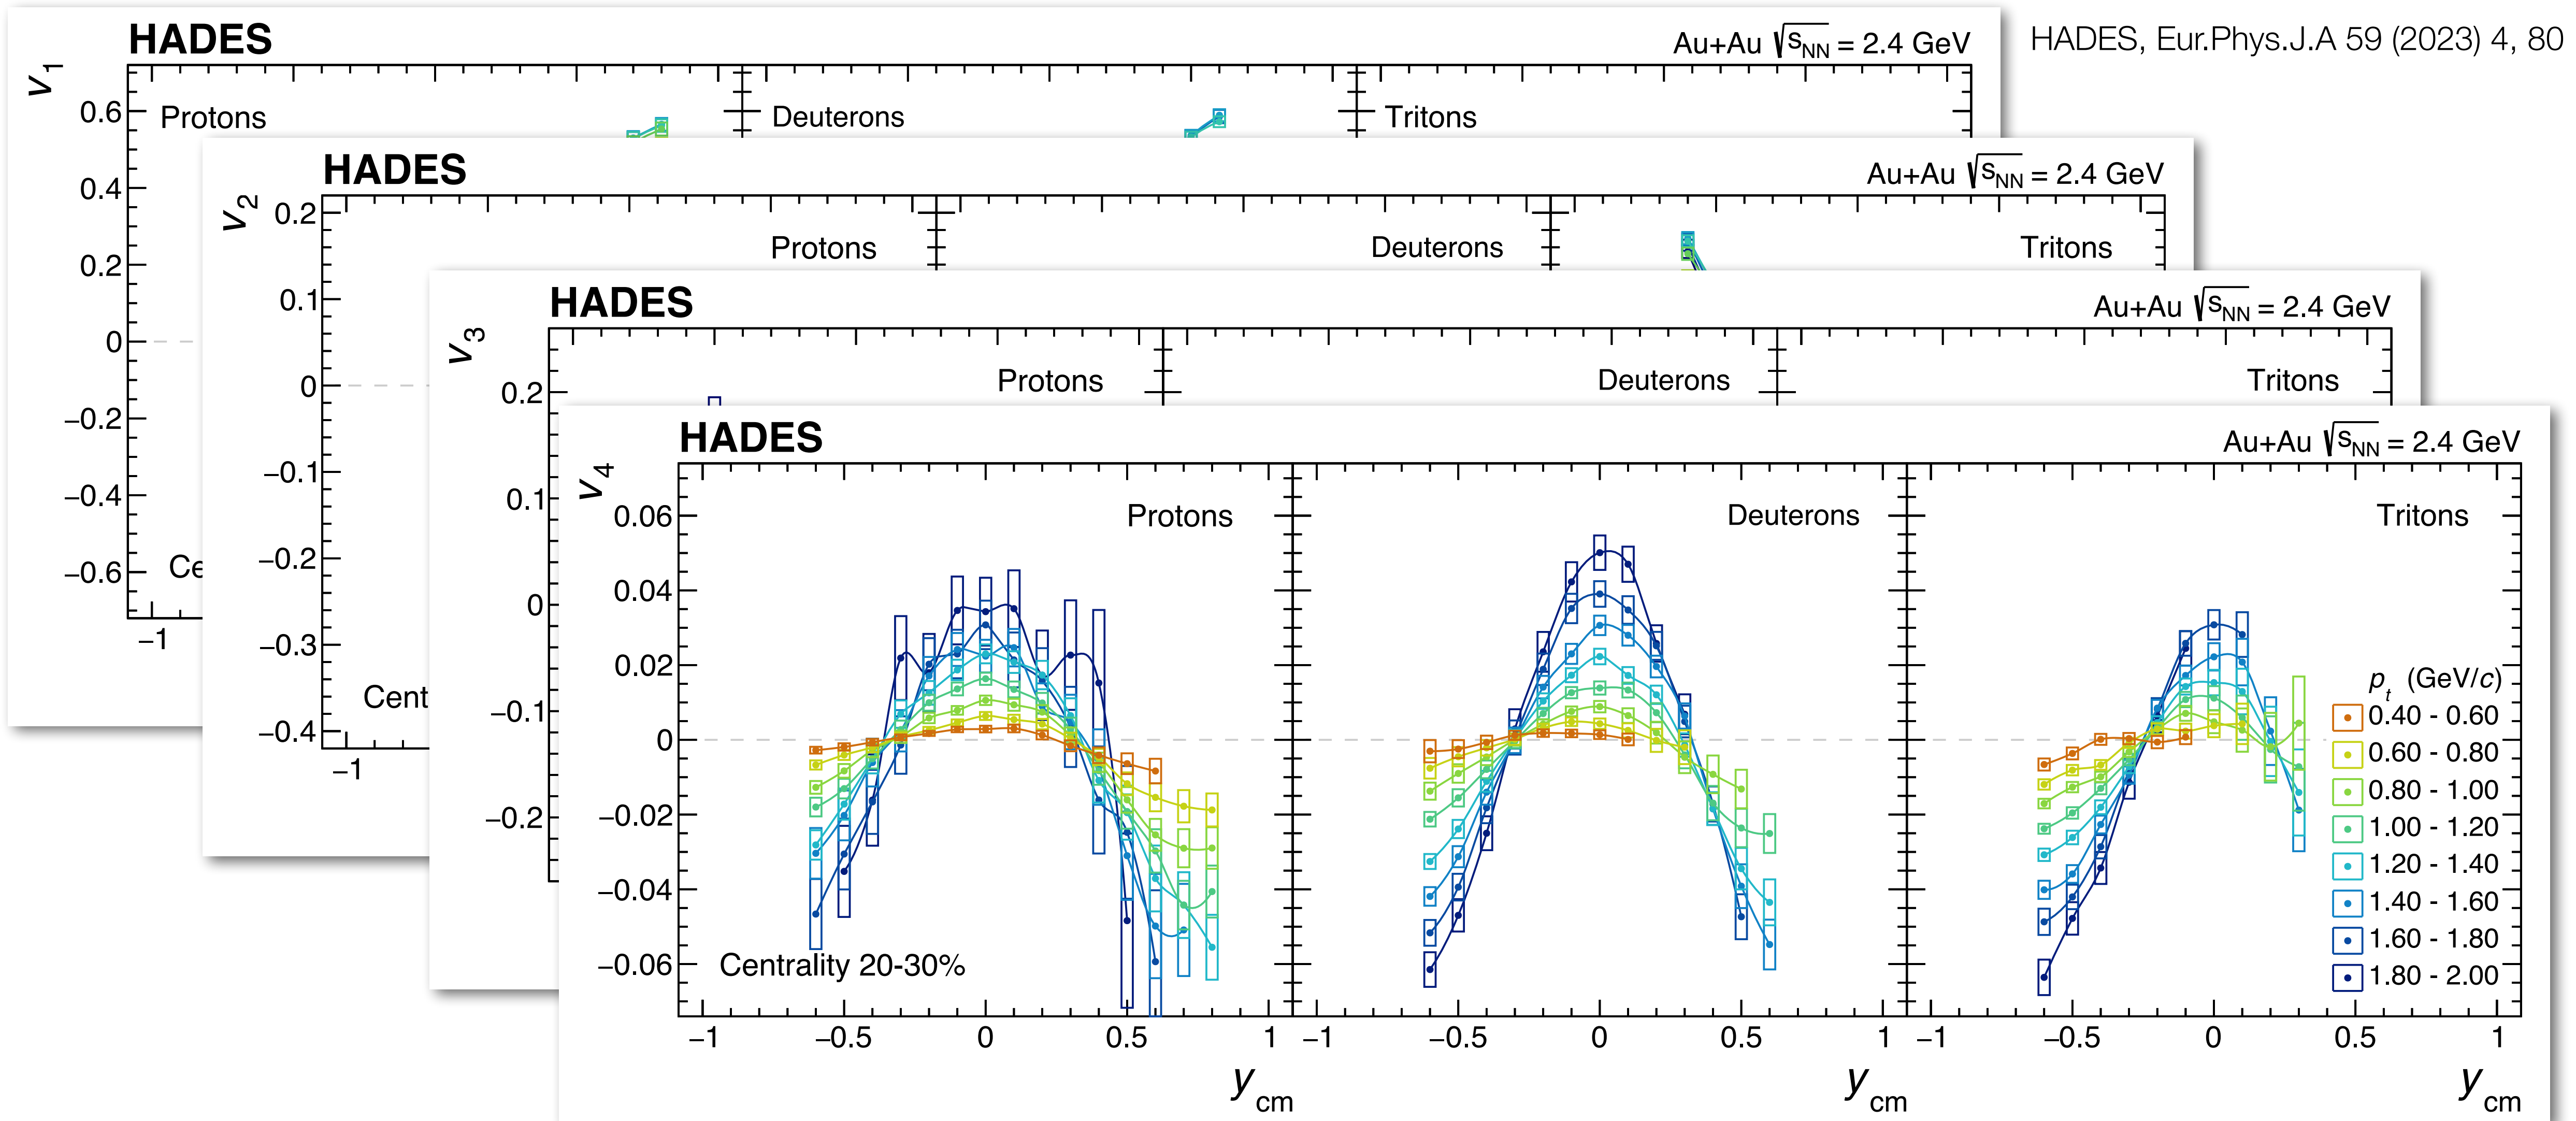 HADES
Au+Au √sNN = 2.4 GeV
HADES, Eur.Phys.J.A 59 (2023) 4, 80
v1
Protons
Deuterons
Tritons
0.6
0.4
0.2
0
−0.2
−0.4
−0.6
−1
HADES
Au+Au √sNN = 2.4 GeV
v2
Protons
Deuterons
Tritons
0.2
0.1
0
−0.1
−0.2
−0.3
−0.4
Cent
−1
HADES
Au+Au √sNN = 2.4 GeV
v3
Protons
Deuterons
Tritons
0.2
0.1
0
−0.1
−0.2
HADES
Au+Au √sNN = 2.4 GeV
v4
Protons
Deuterons
Tritons
0.06
0.04
0.02
0
−0.02
−0.04
−0.06
Centrality 20-30%
pt (GeV/c)
0.40 - 0.60
0.60 - 0.80
0.80 - 1.00
1.00 - 1.20
1.20 - 1.40
1.40 - 1.60
1.60 - 1.80
1.80 - 2.00
−1 −0.5 0 0.5 1
−1 −0.5 0 0.5 1
−1 −0.5 0 0.5 1
ycm
ycm
ycm